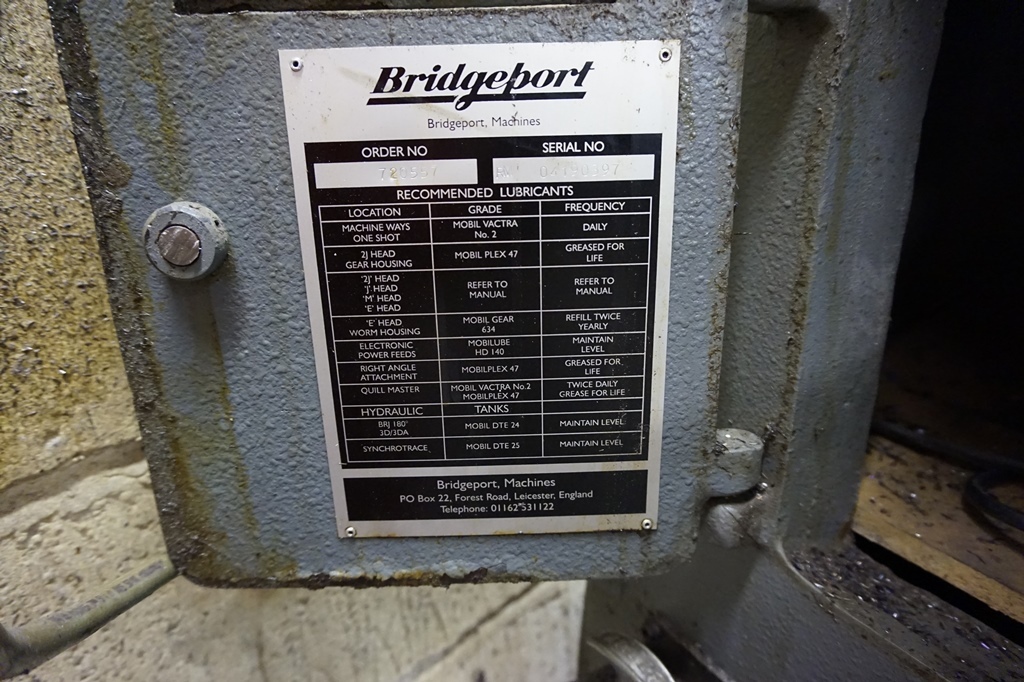 Bridgeport
Bridgeport, Machines
ORDER NO SERIAL NO
RECOMMENDED LUBRICANTS
LOCATION GRADE FREQUENCY
MACHINE WAYS ONE SHOT MOBIL VACTRA No. 2 DAILY
2J HEAD GEAR HOUSING MOBIL PLEX 47 GREASED FOR LIFE
'2J' HEAD 'J' HEAD 'M' HEAD 'E' HEAD REFER TO MANUAL REFER TO MANUAL
'E' HEAD WORM HOUSING MOBIL GEAR 634 REFILL TWICE YEARLY
ELECTRONIC POWER FEEDS MOBILUBE HD 140 MAINTAIN LEVEL
RIGHT ANGLE ATTACHMENT MOBILPLEX 47 GREASED FOR LIFE
QUILL MASTER MOBIL VACTRA No.2 MOBILPLEX 47 TWICE DAILY GREASE FOR LIFE
HYDRAULIC TANKS
BRJ 180° 3D/3DA MOBIL DTE 24 MAINTAIN LEVEL
SYNCHROTRACE MOBIL DTE 25 MAINTAIN LEVEL
Bridgeport, Machines
PO Box 22, Forest Road, Leicester, England
Telephone: 01162 531122